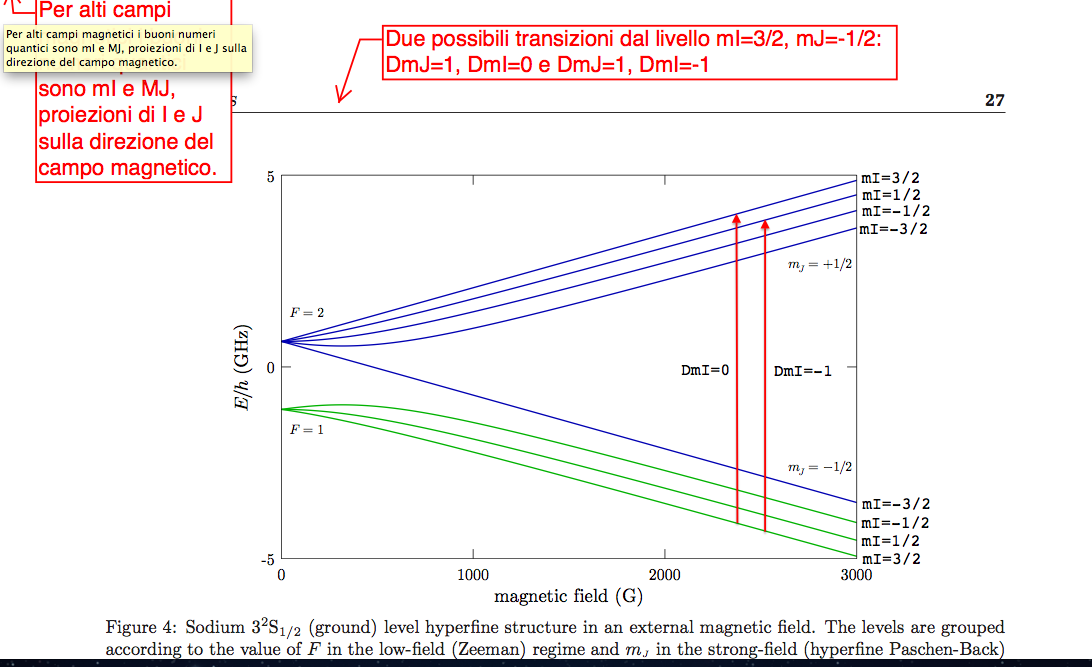 Per alti campi
Per alti campi magnetici i buoni numeri
quantici sono mI e MJ, proiezioni di I e J sulla
direzione del campo magnetico.
sono mI e MJ,
proiezioni di I e J
sulla direzione del
campo magnetico.
Due possibili transizioni dal livello mI=3/2, mJ=-1/2:
DmJ=1, DmI=0 e DmJ=1, DmI=-1
S
27
5
mI=3/2
mI=1/2
mI=-1/2
mI=-3/2
m_J = +1/2
F = 2
E/h (GHz)
0
DmI=0
DmI=-1
F = 1
m_J = −1/2
mI=-3/2
mI=-1/2
mI=1/2
mI=3/2
-5
0
1000
2000
3000
magnetic field (G)
Figure 4: Sodium 3²S₁/₂ (ground) level hyperfine structure in an external magnetic field. The levels are grouped
according to the value of F in the low-field (Zeeman) regime and m_J in the strong-field (hyperfine Paschen-Back)